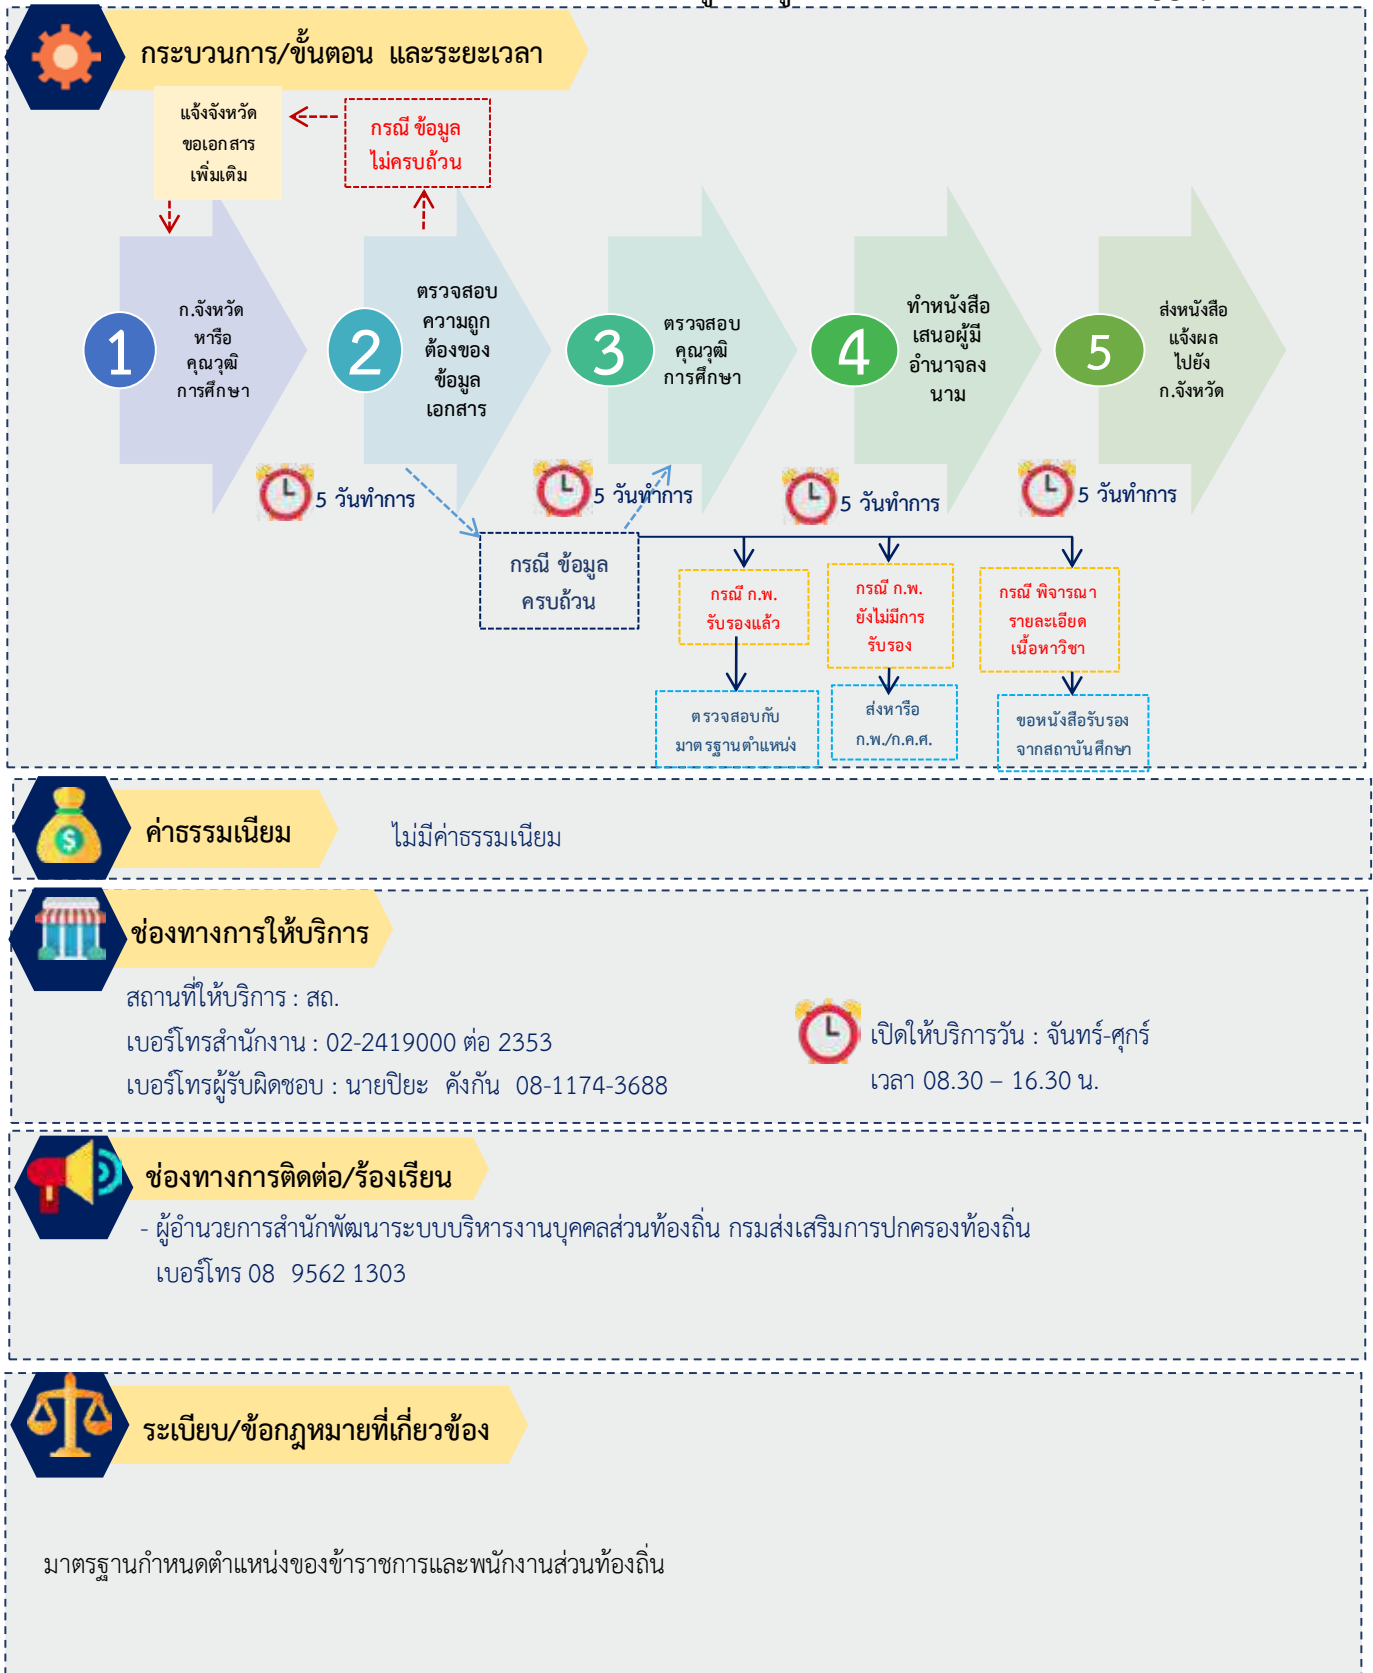 กระบวนการ/ขั้นตอน และระยะเวลา
แจ้งจังหวัด
ขอเอกสาร
เพิ่มเติม
กรณี ข้อมูล
ไม่ครบถ้วน
1
ก.จังหวัด
หารือ
คุณวุฒิ
การศึกษา
2
ตรวจสอบ
ความถูก
ต้องของ
ข้อมูล
เอกสาร
3
ตรวจสอบ
คุณวุฒิ
การศึกษา
4
ทำหนังสือ
เสนอผู้มี
อำนาจลง
นาม
5
ส่งหนังสือ
แจ้งผล
ไปยัง
ก.จังหวัด
5 วันทำการ
5 วันทำการ
5 วันทำการ
5 วันทำการ
กรณี ข้อมูล
ครบถ้วน
กรณี ก.พ.
รับรองแล้ว
กรณี ก.พ.
ยังไม่มีการ
รับรอง
กรณี พิจารณา
รายละเอียด
เนื้อหาวิชา
ตรวจสอบกับ
มาตรฐานตำแหน่ง
ส่งหารือ
ก.พ./ก.ค.ศ.
ขอหนังสือรับรอง
จากสถาบันศึกษา
ค่าธรรมเนียม
ไม่มีค่าธรรมเนียม
ช่องทางการให้บริการ
สถานที่ให้บริการ : สถ.
เบอร์โทรสำนักงาน : 02-2419000 ต่อ 2353
เบอร์โทรผู้รับผิดชอบ : นายปิยะ คังกัน 08-1174-3688
เปิดให้บริการวัน : จันทร์-ศุกร์
เวลา 08.30 – 16.30 น.
ช่องทางการติดต่อ/ร้องเรียน
- ผู้อำนวยการสำนักพัฒนาระบบบริหารงานบุคคลส่วนท้องถิ่น กรมส่งเสริมการปกครองท้องถิ่น
เบอร์โทร 08 9562 1303
ระเบียบ/ข้อกฎหมายที่เกี่ยวข้อง
มาตรฐานกำหนดตำแหน่งของข้าราชการและพนักงานส่วนท้องถิ่น